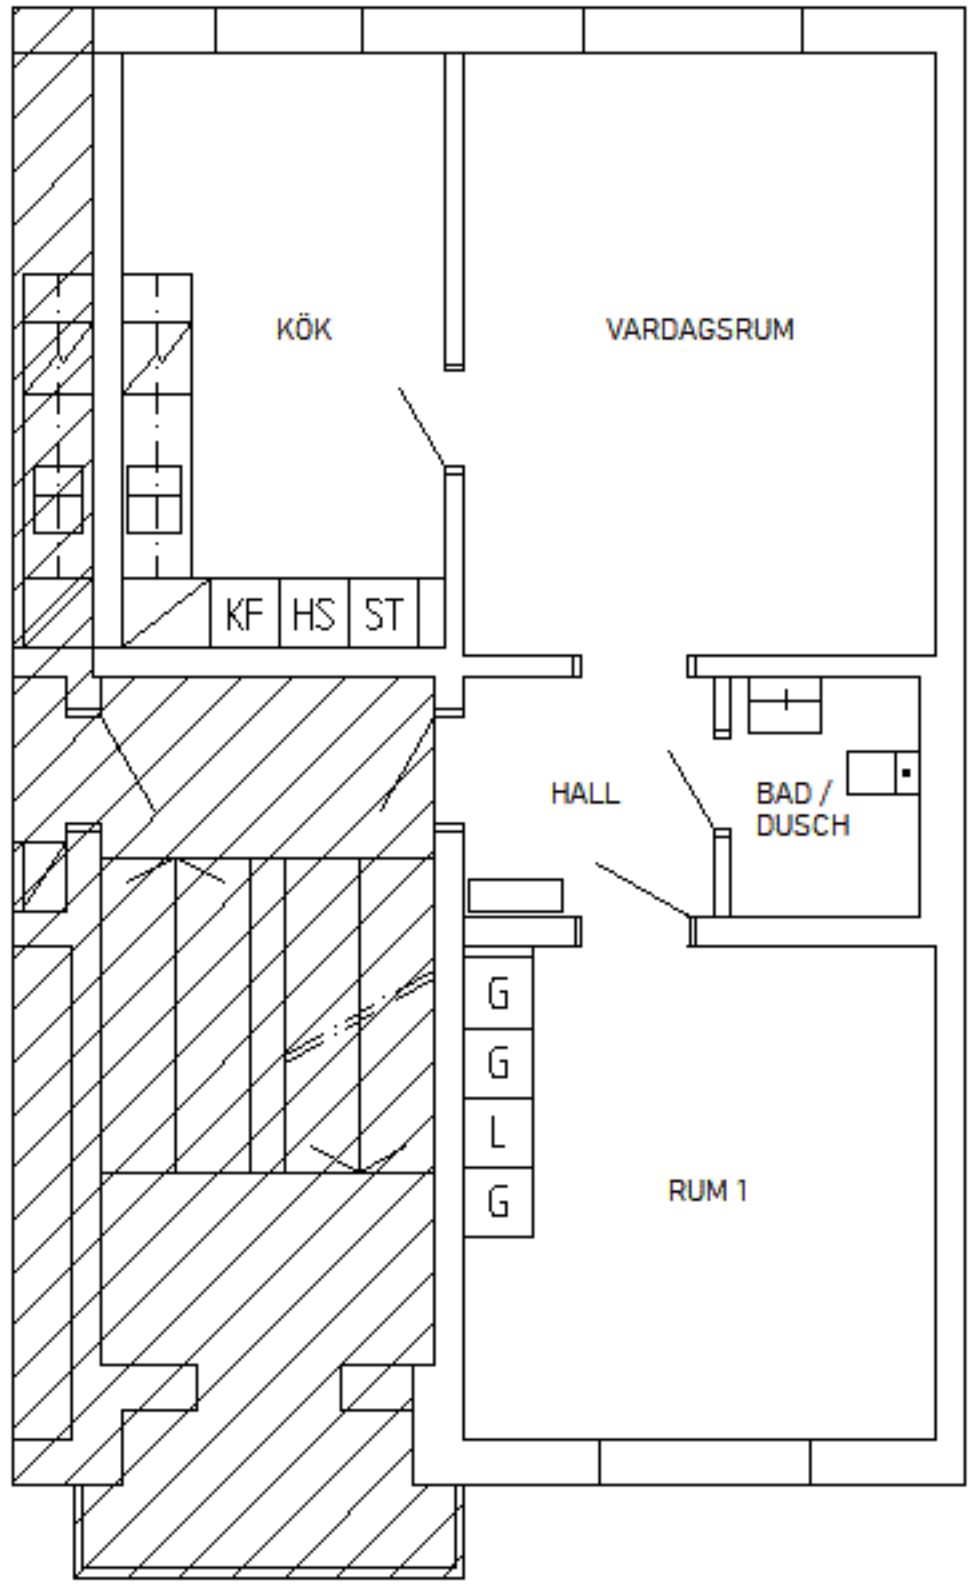 KÖK
VARDAGSRUM
KF HS ST
HALL
BAD /
DUSCH
G
G
L
G
RUM 1